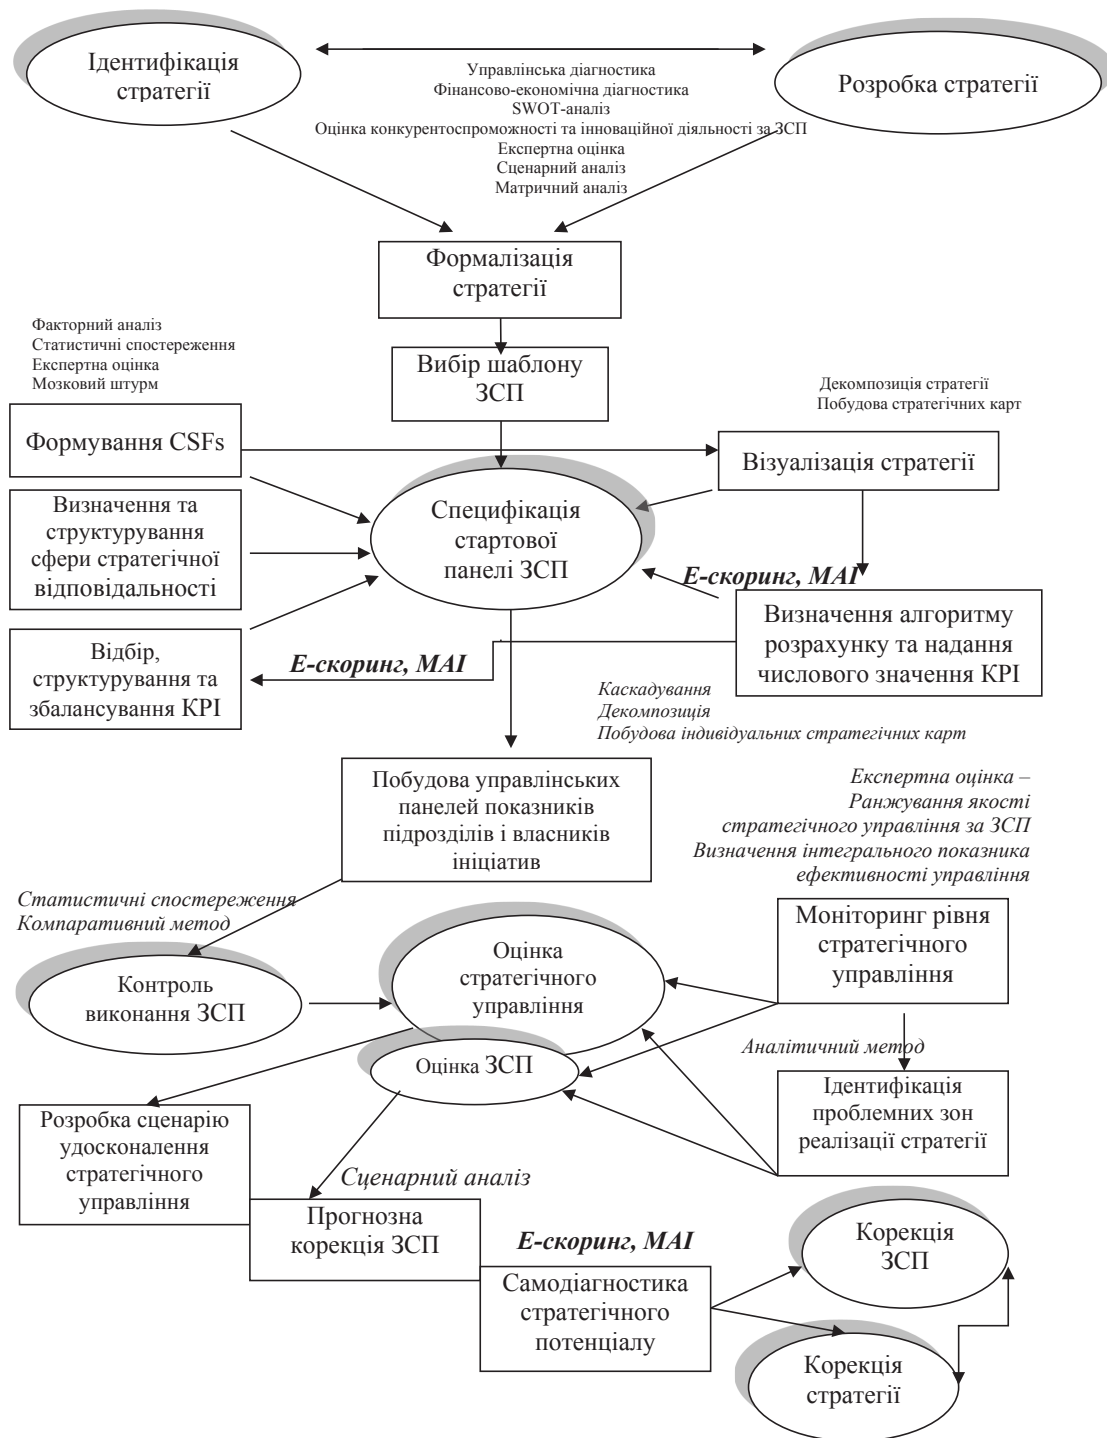 Ідентифікація
стратегії
Управлінська діагностика
Фінансово-економічна діагностика
SWOT-аналіз
Оцінка конкурентоспроможності та інноваційної діяльності за ЗСП
Експертна оцінка
Сценарний аналіз
Матричний аналіз
Розробка стратегії
Формалізація
стратегії
Факторний аналіз
Статистичні спостереження
Експертна оцінка
Мозковий штурм
Вибір шаблону
ЗСП
Декомпозиція стратегії
Побудова стратегічних карт
Формування CSFs
Візуалізація стратегії
Визначення та
структурування
сфери стратегічної
відповідальності
Специфікація
стартової
панелі ЗСП
Е-скоринг, МАІ
Визначення алгоритму
розрахунку та надання
числового значення КРІ
Відбір,
структурування та
збалансування КРІ
Е-скоринг, МАІ
Каскадування
Декомпозиція
Побудова індивідуальних стратегічних карт
Побудова управлінських
панелей показників
підрозділів і власників
ініціатив
Експертна оцінка –
Ранжування якості
стратегічного управління за ЗСП
Визначення інтегрального показника
ефективності управління
Статистичні спостереження
Компаративний метод
Контроль
виконання ЗСП
Оцінка
стратегічного
управління
Моніторинг рівня
стратегічного
управління
Оцінка ЗСП
Аналітичний метод
Ідентифікація
проблемних зон
реалізації стратегії
Розробка сценарію
удосконалення
стратегічного
управління
Сценарний аналіз
Прогнозна
корекція ЗСП
Е-скоринг, МАІ
Самодіагностика
стратегічного
потенціалу
Корекція
ЗСП
Корекція
стратегії